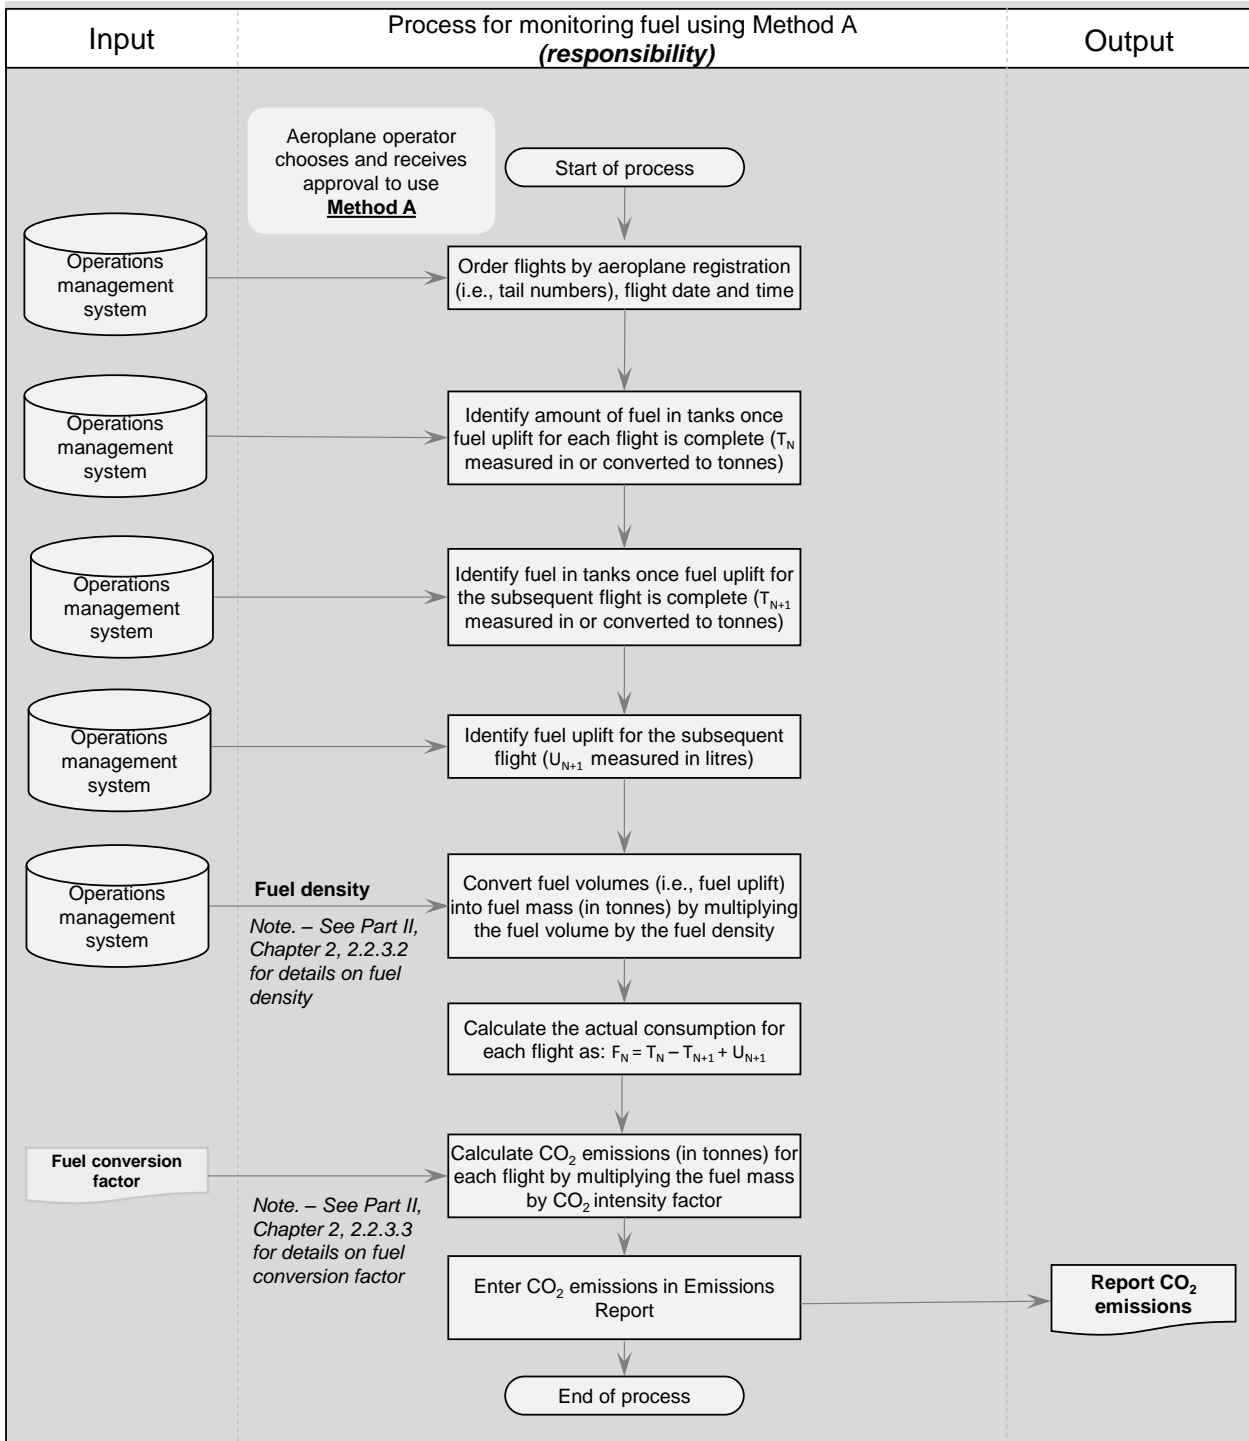 Input
Process for monitoring fuel using Method A
(responsibility)
Output
Aeroplane operator
chooses and receives
approval to use
Method A
Start of process
Operations
management
system
Order flights by aeroplane registration
(i.e., tail numbers), flight date and time
Operations
management
system
Identify amount of fuel in tanks once
fuel uplift for each flight is complete (T_N
measured in or converted to tonnes)
Operations
management
system
Identify fuel in tanks once fuel uplift for
the subsequent flight is complete (T_{N+1}
measured in or converted to tonnes)
Operations
management
system
Identify fuel uplift for the subsequent
flight (U_{N+1} measured in litres)
Operations
management
system
Fuel density
Note. – See Part II,
Chapter 2, 2.2.3.2
for details on fuel
density
Convert fuel volumes (i.e., fuel uplift)
into fuel mass (in tonnes) by multiplying
the fuel volume by the fuel density
Calculate the actual consumption for
each flight as: F_N = T_N – T_{N+1} + U_{N+1}
Fuel conversion
factor
Note. – See Part II,
Chapter 2, 2.2.3.3
for details on fuel
conversion factor
Calculate CO₂ emissions (in tonnes) for
each flight by multiplying the fuel mass
by CO₂ intensity factor
Enter CO₂ emissions in Emissions
Report
Report CO₂
emissions
End of process